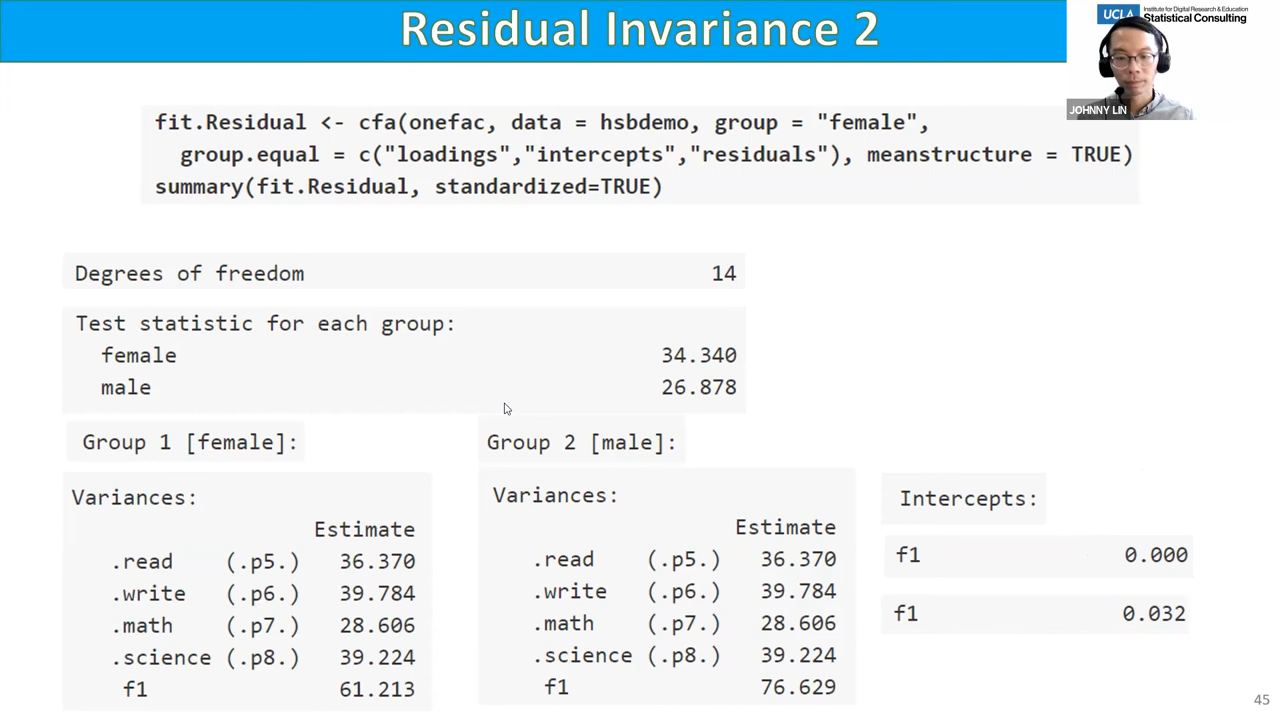 Residual Invariance 2
UCLA
Institute for Digital Research & Education
Statistical Consulting
JOHNNY LIN
fit.Residual <- cfa(onefac, data = hsbdemo, group = "female",
group.equal = c("loadings","intercepts","residuals"), meanstructure = TRUE)
summary(fit.Residual, standardized=TRUE)
Degrees of freedom 14
Test statistic for each group:
female 34.340
male 26.878
Group 1 [female]:
Variances:
Estimate
.read (.p5.) 36.370
.write (.p6.) 39.784
.math (.p7.) 28.606
.science (.p8.) 39.224
f1 61.213
Group 2 [male]:
Variances:
Estimate
.read (.p5.) 36.370
.write (.p6.) 39.784
.math (.p7.) 28.606
.science (.p8.) 39.224
f1 76.629
Intercepts:
f1 0.000
f1 0.032
45